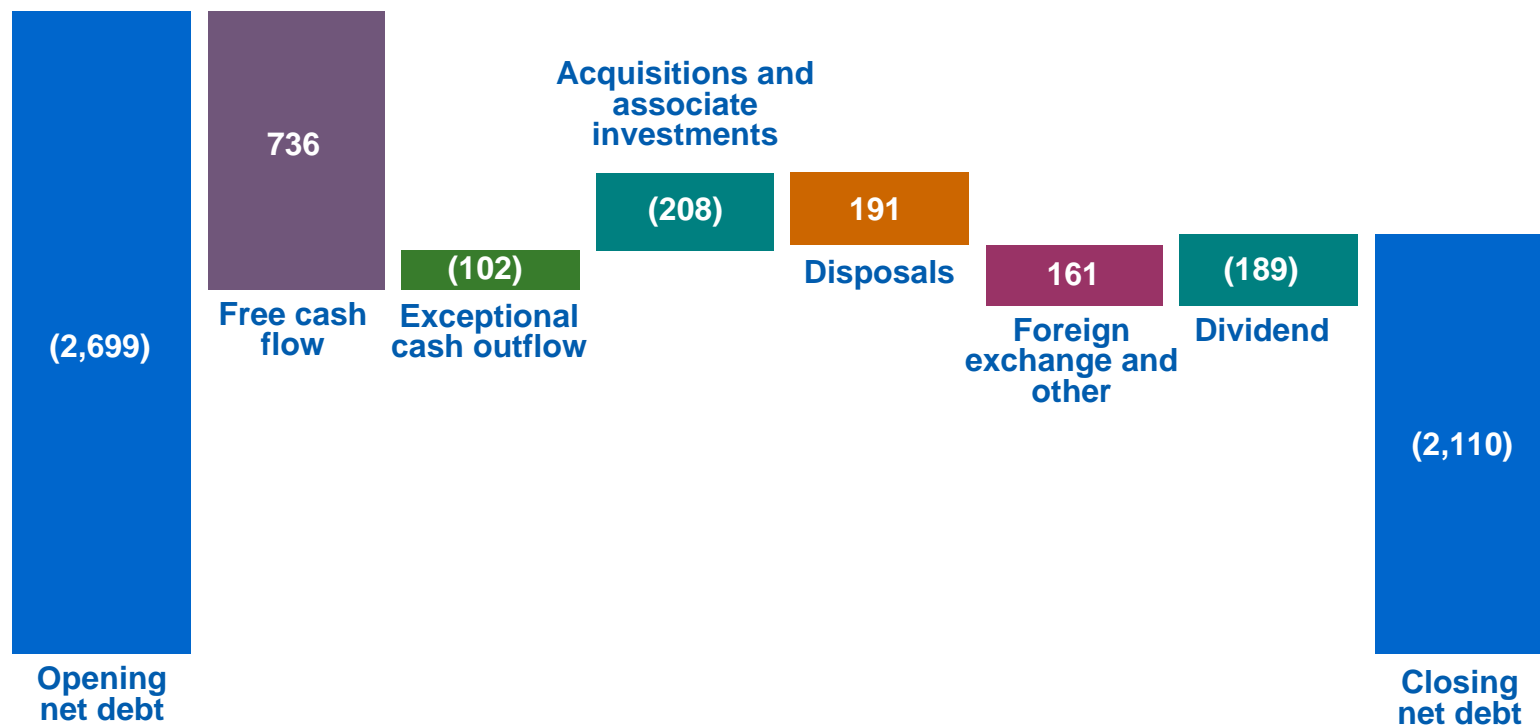 (2,699)
Opening
net debt
736
Free cash
flow
(102)
Exceptional
cash outflow
Acquisitions and
associate
investments
(208)
191
Disposals
161
Foreign
exchange and
other
(189)
Dividend
(2,110)
Closing
net debt